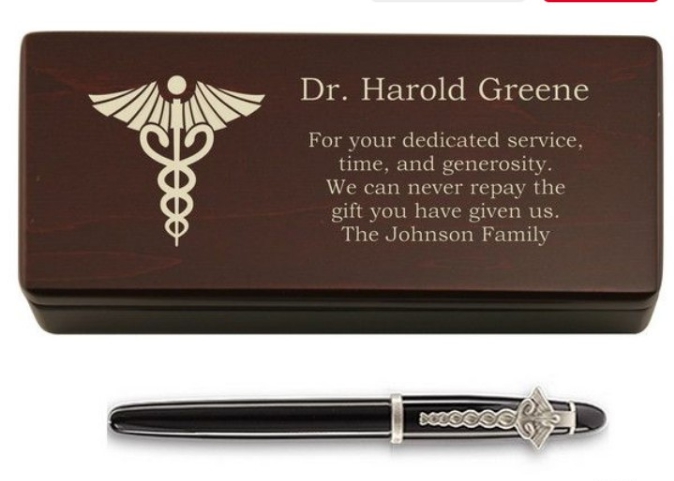 Dr. Harold Greene
For your dedicated service,
time, and generosity.
We can never repay the
gift you have given us.
The Johnson Family